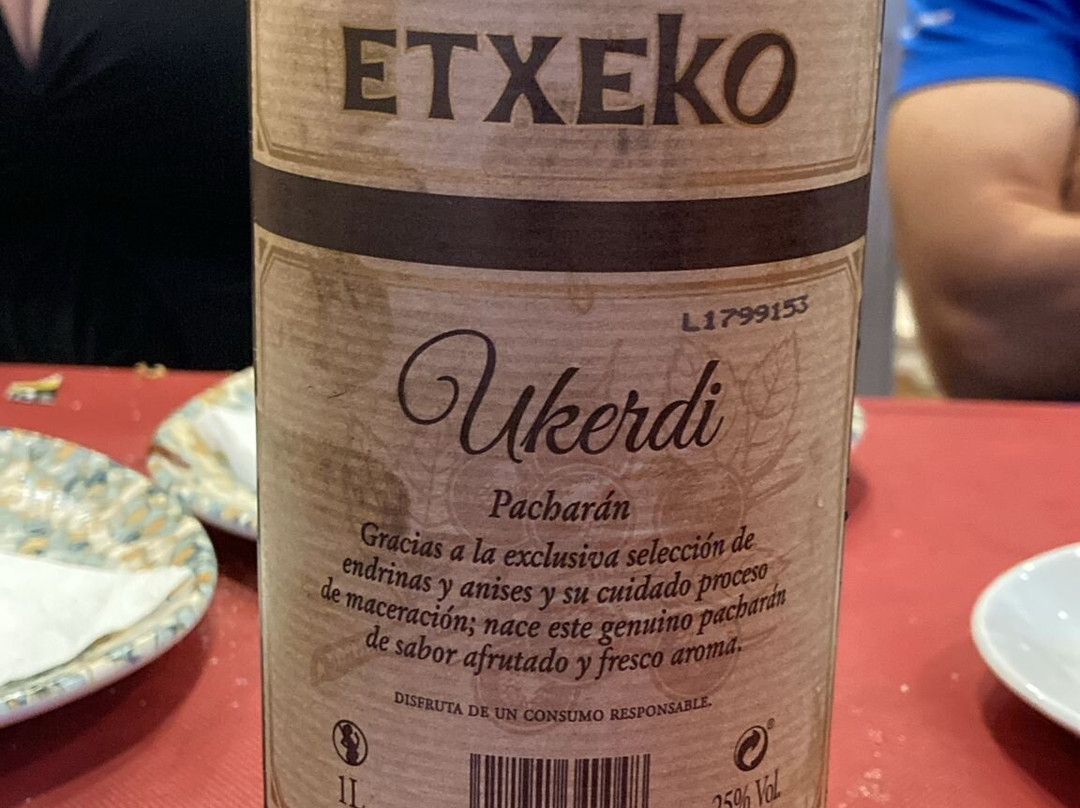 ETXEKO
L1799153
Ukerdi
Pacharán
Gracias a la exclusiva selección de
endrinas y anises y su cuidado proceso
de maceración; nace este genuino pacharán
de sabor afrutado y fresco aroma.
DISFRUTA DE UN CONSUMO RESPONSABLE.
1L.
25% Vol.